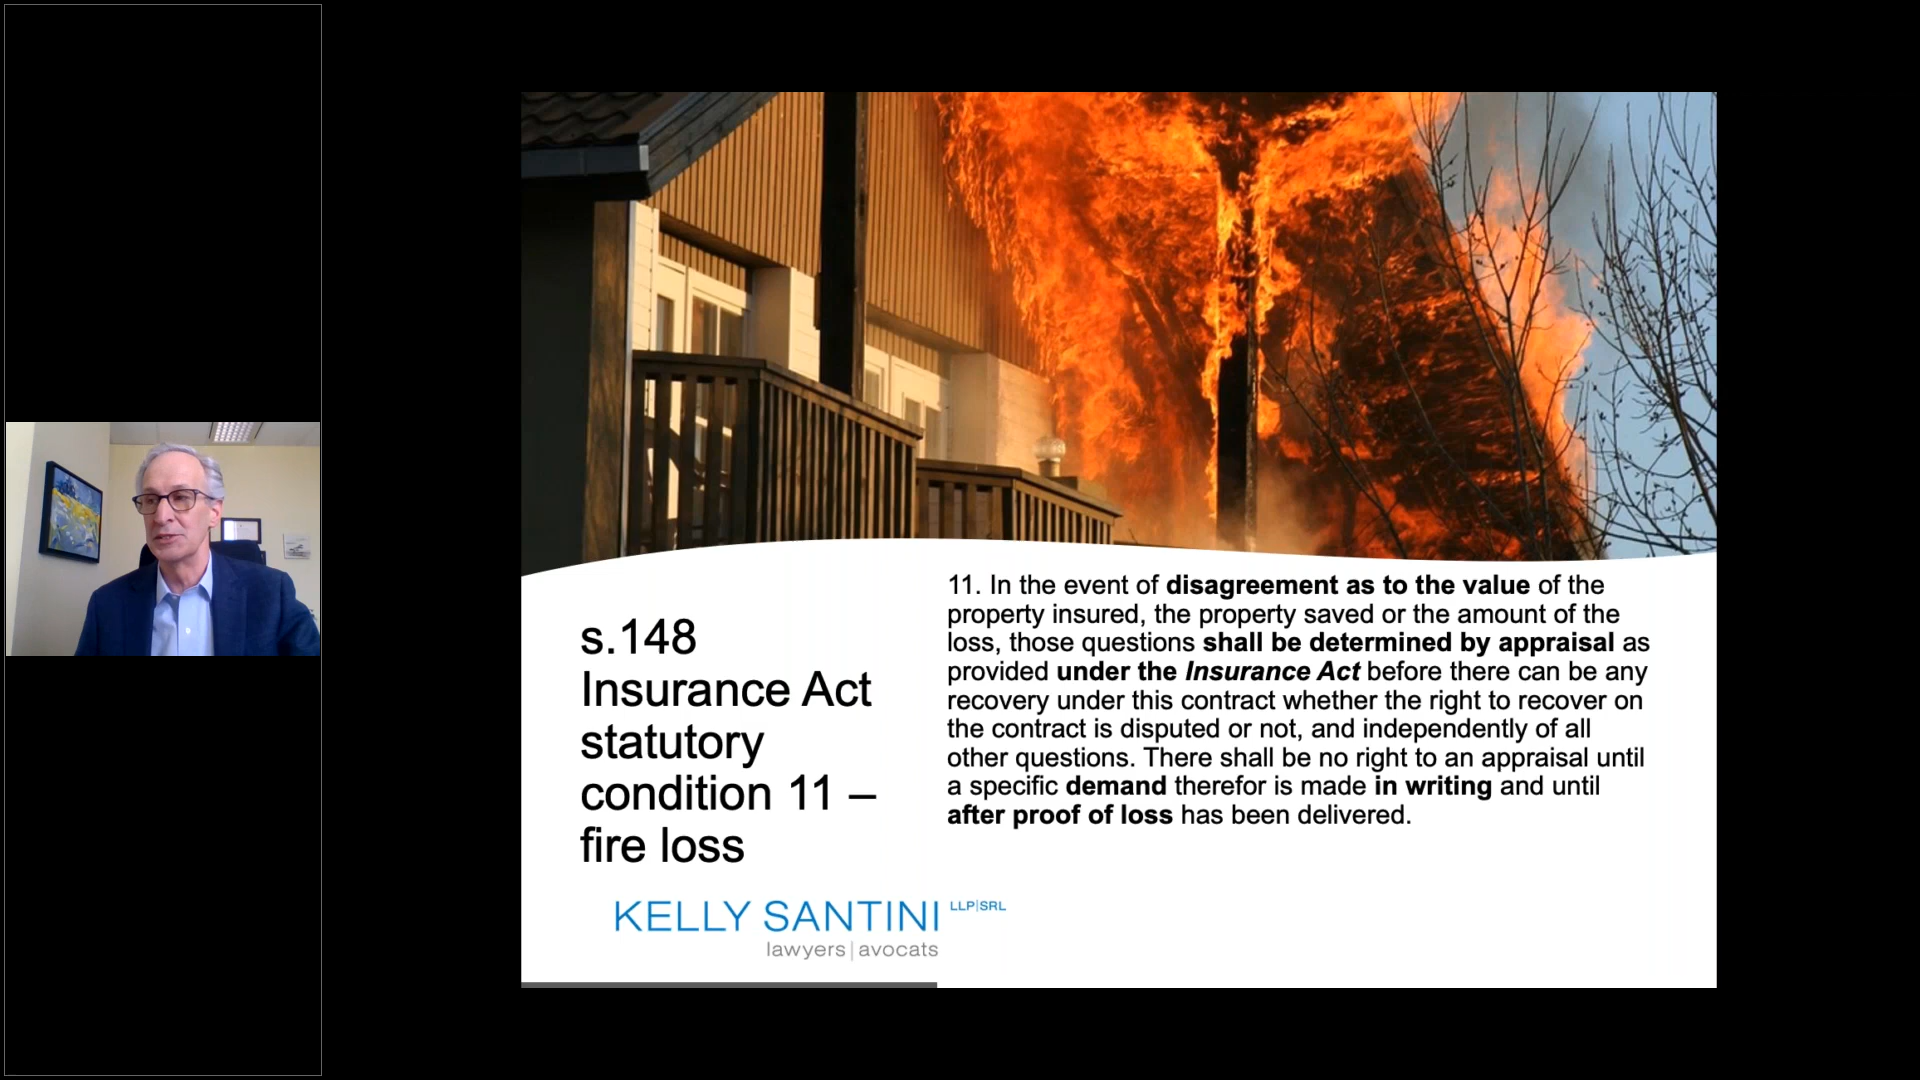 s.148
Insurance Act
statutory
condition 11 –
fire loss
11. In the event of disagreement as to the value of the
property insured, the property saved or the amount of the
loss, those questions shall be determined by appraisal as
provided under the Insurance Act before there can be any
recovery under this contract whether the right to recover on
the contract is disputed or not, and independently of all
other questions. There shall be no right to an appraisal until
a specific demand therefor is made in writing and until
after proof of loss has been delivered.
KELLY SANTINI LLP|SRL
lawyers|avocats